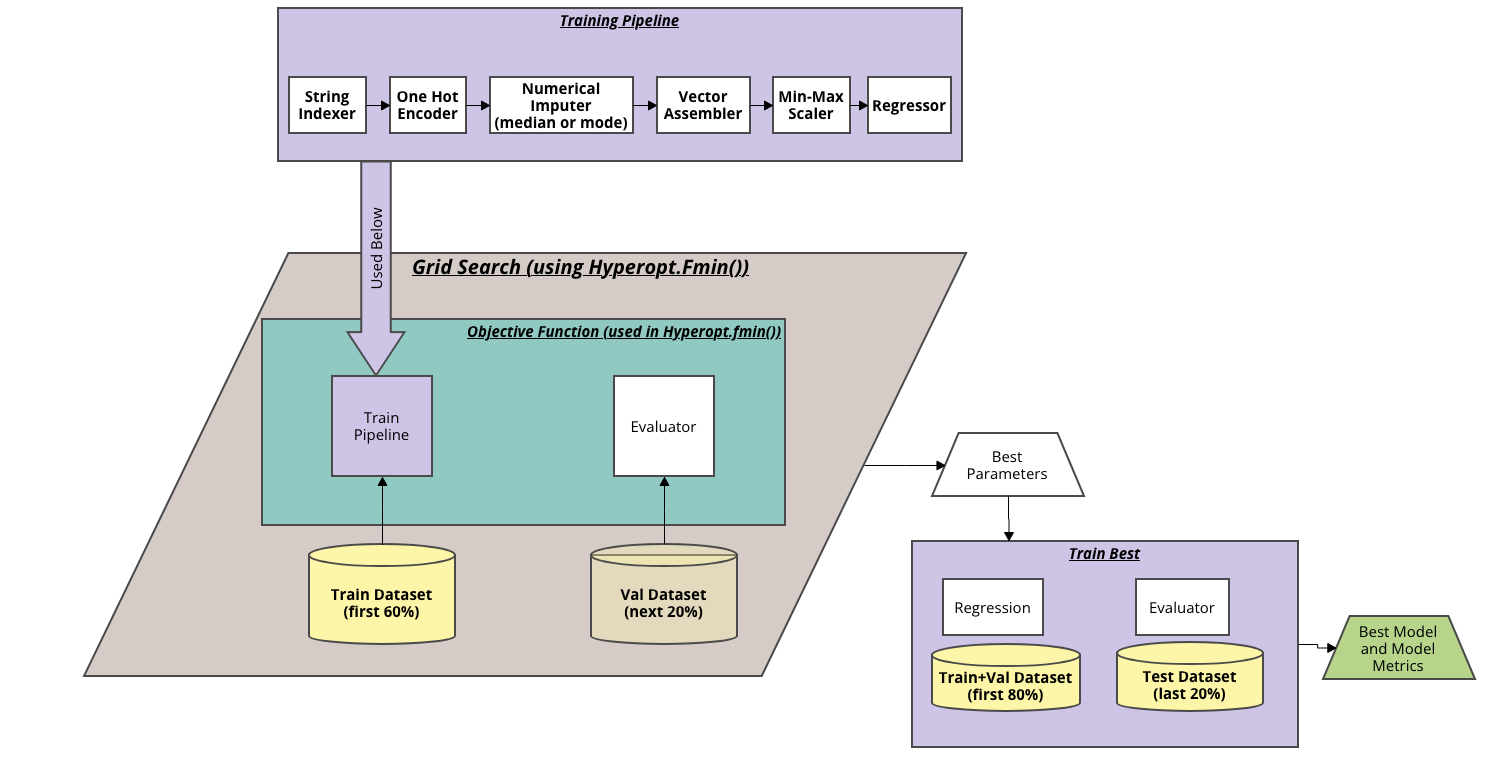 Training Pipeline
String
Indexer
One Hot
Encoder
Numerical
Imputer
(median or mode)
Vector
Assembler
Min-Max
Scaler
Regressor
Used Below
Grid Search (using Hyperopt.Fmin())
Objective Function (used in Hyperopt.fmin())
Train
Pipeline
Evaluator
Train Dataset
(first 60%)
Val Dataset
(next 20%)
Best
Parameters
Train Best
Regression
Evaluator
Train+Val Dataset
(first 80%)
Test Dataset
(last 20%)
Best Model
and Model
Metrics